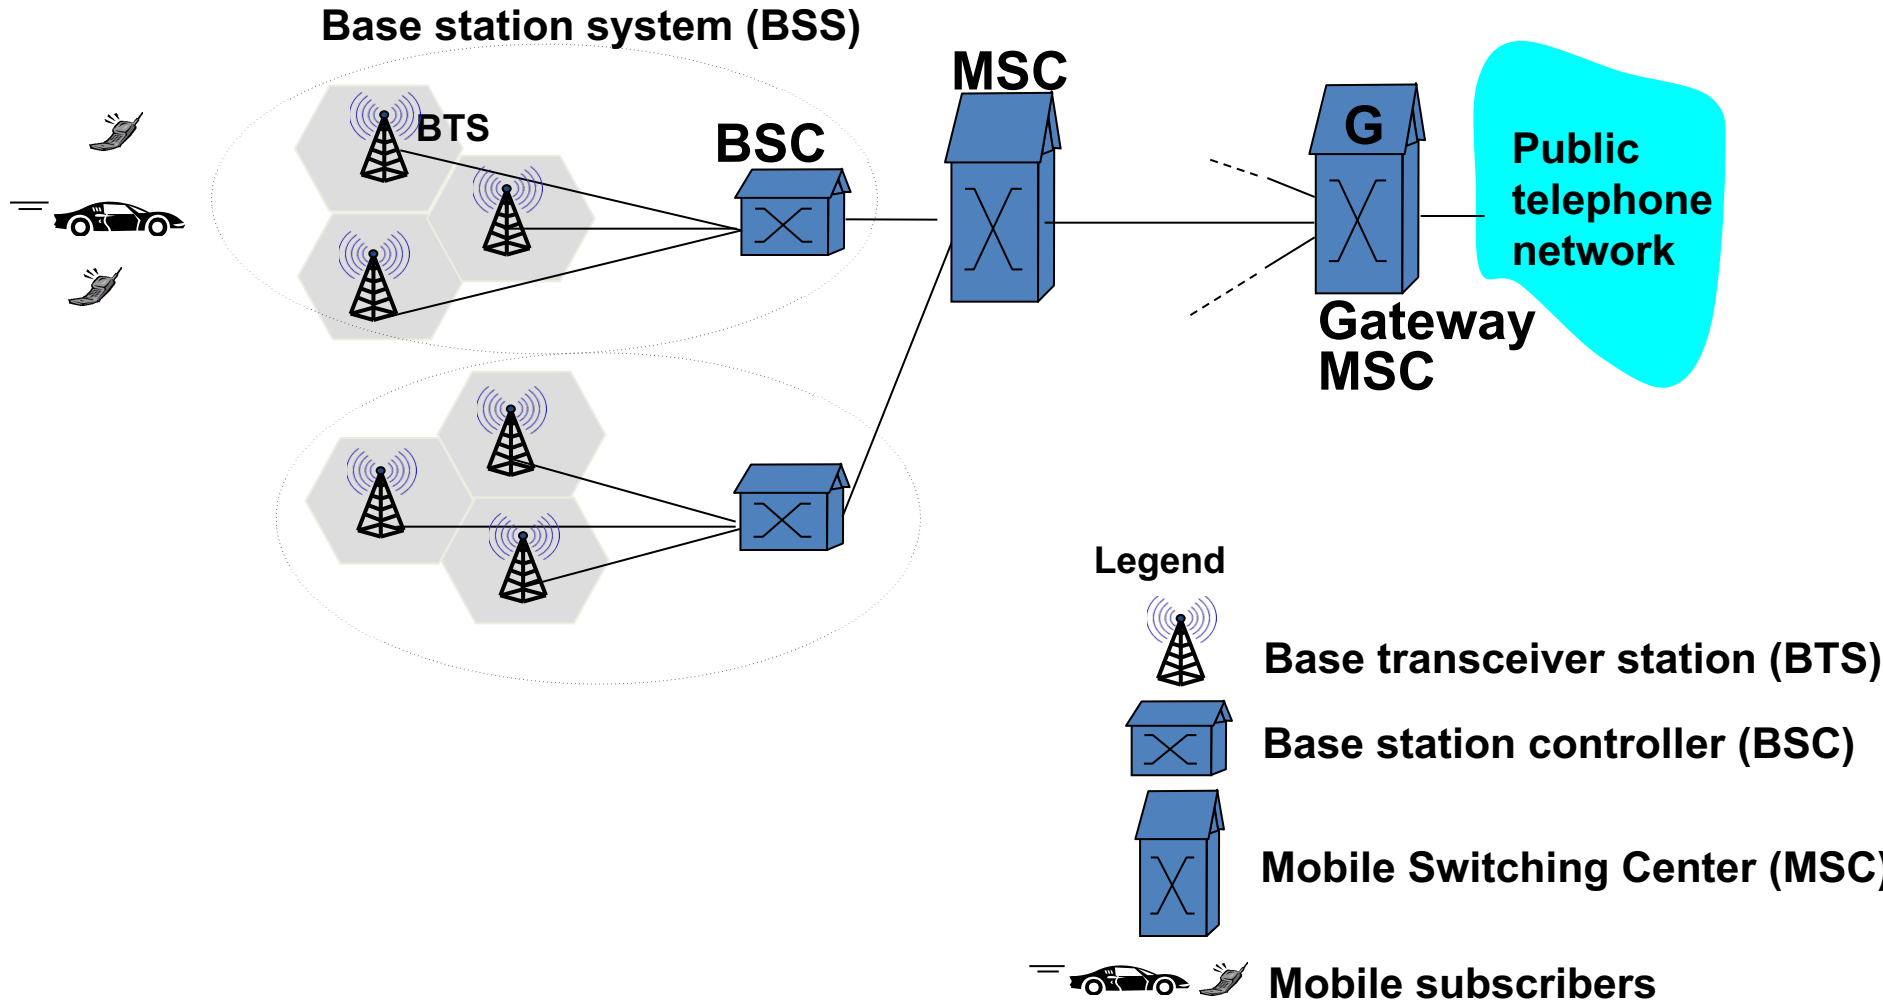 Base station system (BSS)
BTS
BSC
MSC
G
Gateway
MSC
Public
telephone
network
Legend
Base transceiver station (BTS)
Base station controller (BSC)
Mobile Switching Center (MSC)
Mobile subscribers